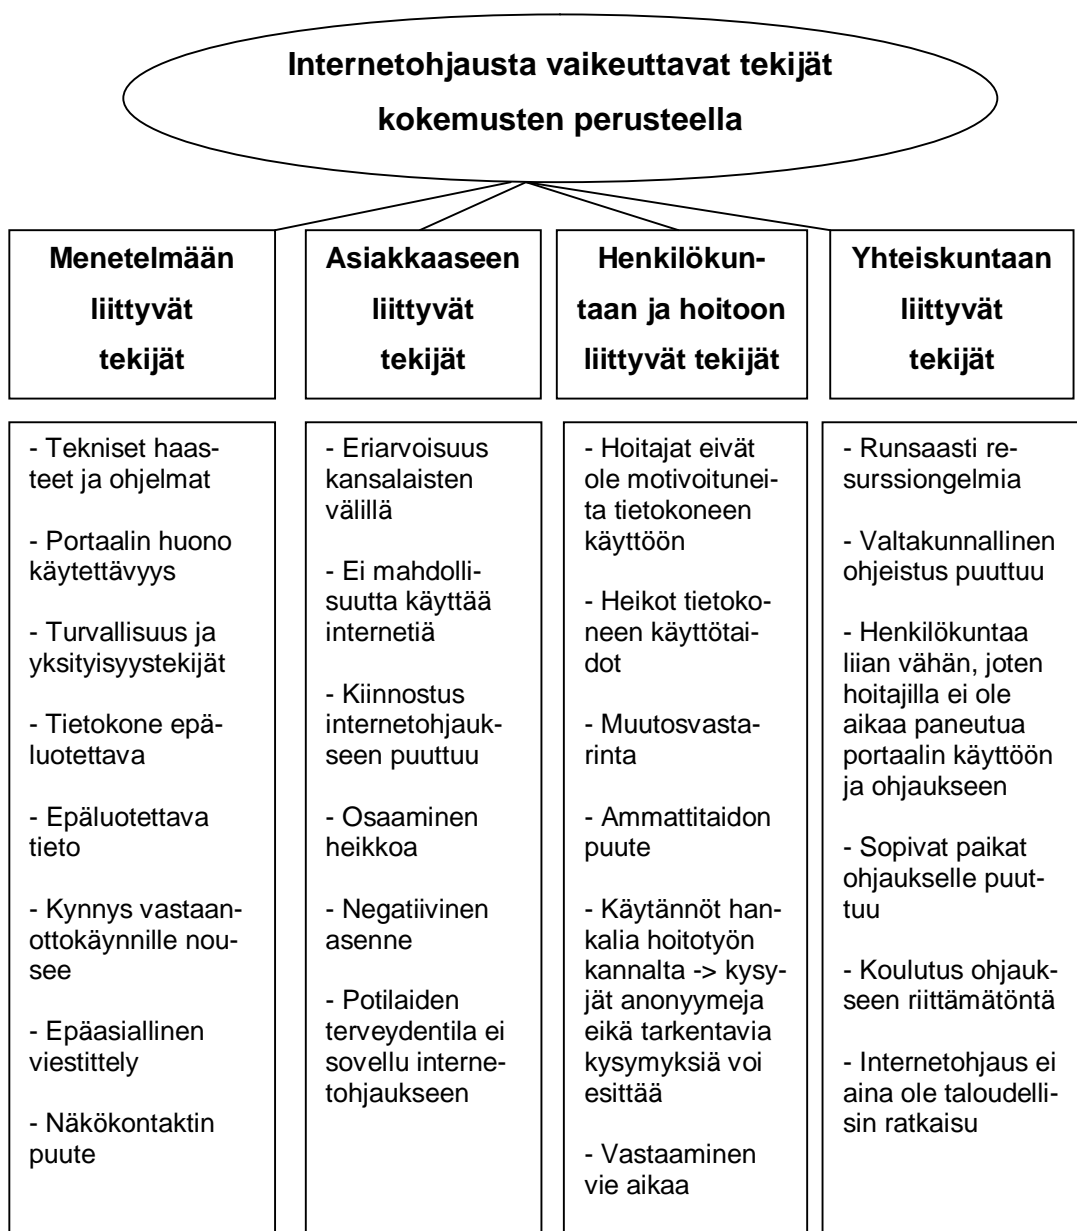 Internetohjausta vaikeuttavat tekijät
kokemusten perusteella
Menetelmään
liittyvät
tekijät
Asiakkaaseen
liittyvät
tekijät
Henkilökun-
taan ja hoitoon
liittyvät tekijät
Yhteiskuntaan
liittyvät
tekijät
- Tekniset haas-
teet ja ohjelmat
- Portaalin huono
käytettävyys
- Turvallisuus ja
yksityisyystekijät
- Tietokone epä-
luotettava
- Epäluotettava
tieto
- Kynnys vastaan-
ottokäynnille nou-
see
- Epäasiallinen
viestittely
- Näkökontaktin
puute
- Eriarvoisuus
kansalaisten
välillä
- Ei mahdolli-
suutta käyttää
internetiä
- Kiinnostus
internetohjauk-
seen puuttuu
- Osaaminen
heikkoa
- Negatiivinen
asenne
- Potilaiden
terveydentila ei
sovellu interne-
tohjaukseen
- Hoitajat eivät
ole motivoitunei-
ta tietokoneen
käyttöön
- Heikot tietoko-
neen käyttötai-
dot
- Muutosvasta-
rinta
- Ammattitaidon
puute
- Käytännöt han-
kalia hoitotyön
kannalta -> kysy-
jät anonyymeja
eikä tarkentavia
kysymyksiä voi
esittää
- Vastaaminen
vie aikaa
- Runsaasti re-
surssiongelmia
- Valtakunnallinen
ohjeistus puuttuu
- Henkilökuntaa
liian vähän, joten
hoitajilla ei ole
aikaa paneutua
portaalin käyttöön
ja ohjaukseen
- Sopivat paikat
ohjaukselle puut-
tuu
- Koulutus ohjauk-
seen riittämätöntä
- Internetohjaus ei
aina ole taloudelli-
sin ratkaisu